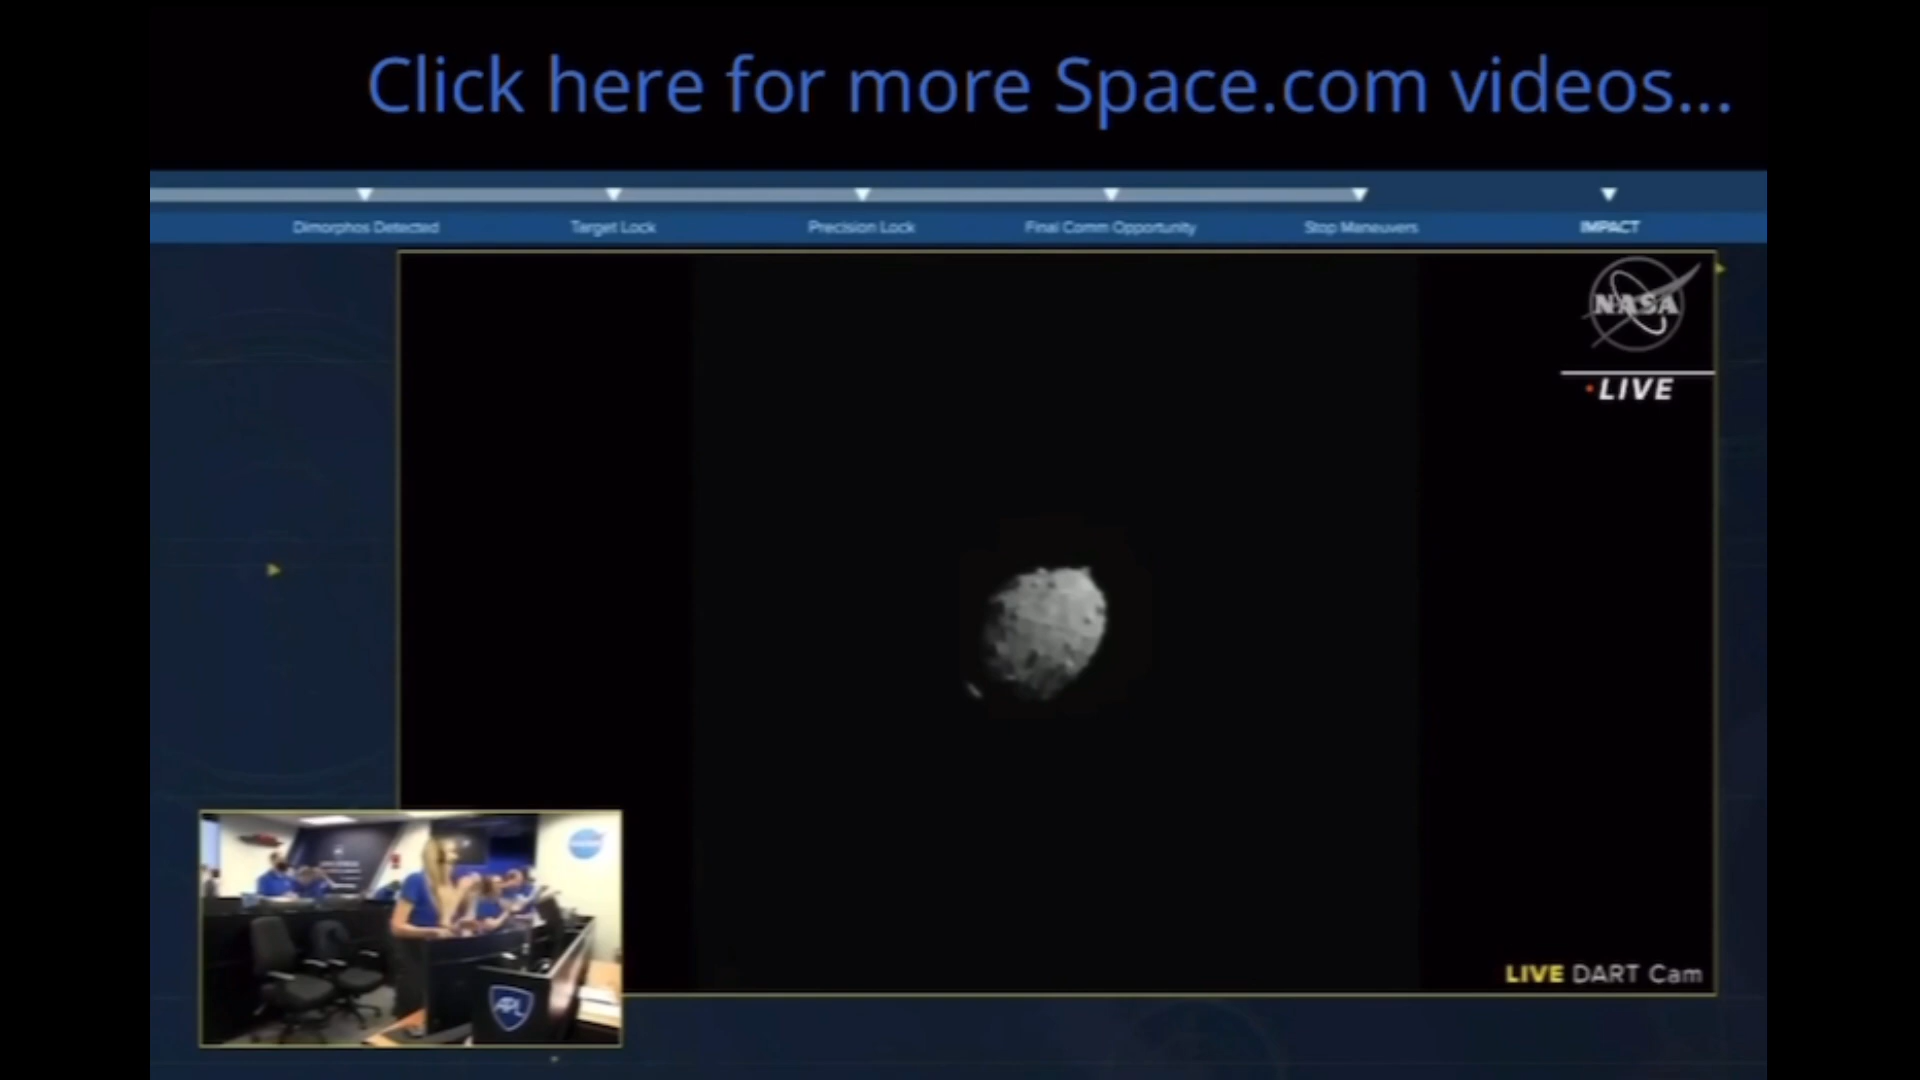 Click here for more Space.com videos...
Dimorphos Detected
Target Lock
Precision Lock
Final Comm Opportunity
Stop Maneuvers
IMPACT
NASA
LIVE
LIVE DART Cam
APL